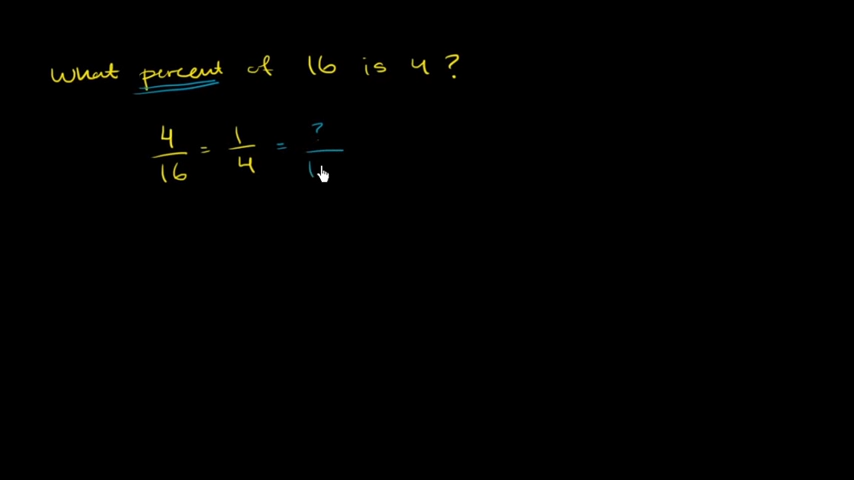 What percent of 16 is 4?
4/16 = 1/4 = ?/1